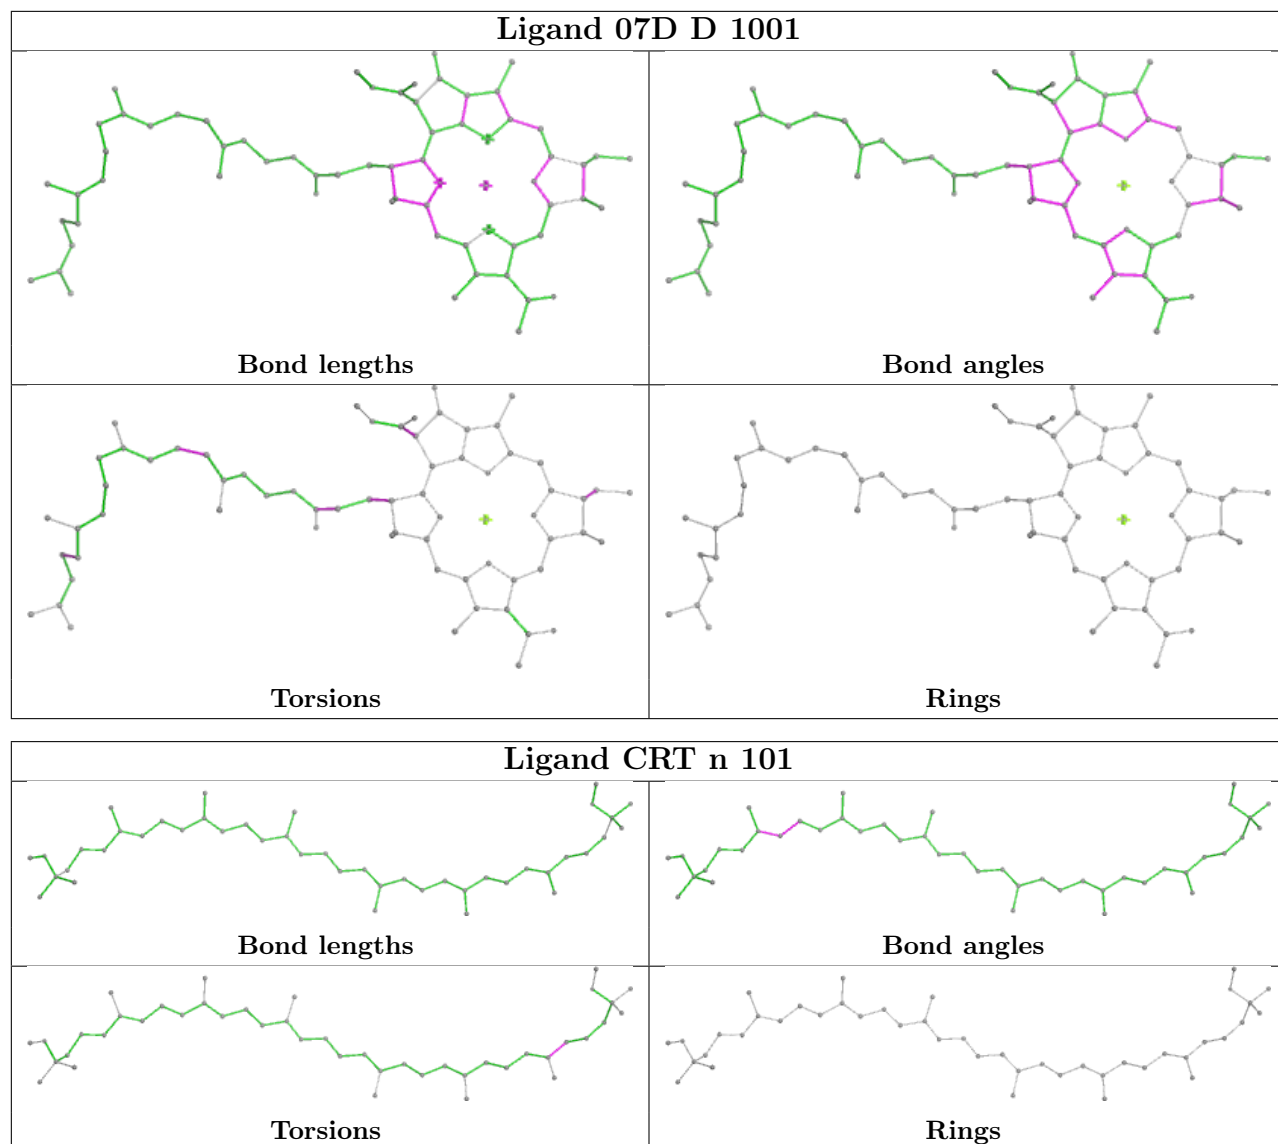 Ligand 07D D 1001
Bond lengths
Bond angles
Torsions
Rings
Ligand CRT n 101
Bond lengths
Bond angles
Torsions
Rings